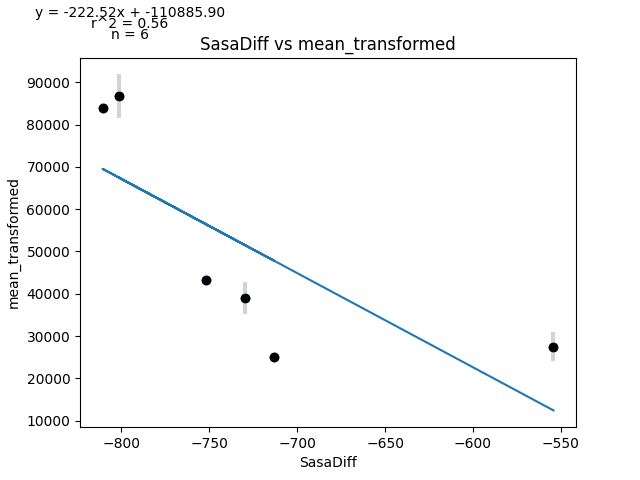 y = -222.52x + -110885.90
r^2 = 0.56
n = 6
SasaDiff vs mean_transformed
90000
80000
70000
60000
50000
40000
30000
20000
10000
mean_transformed
−800
−750
−700
−650
−600
−550
SasaDiff